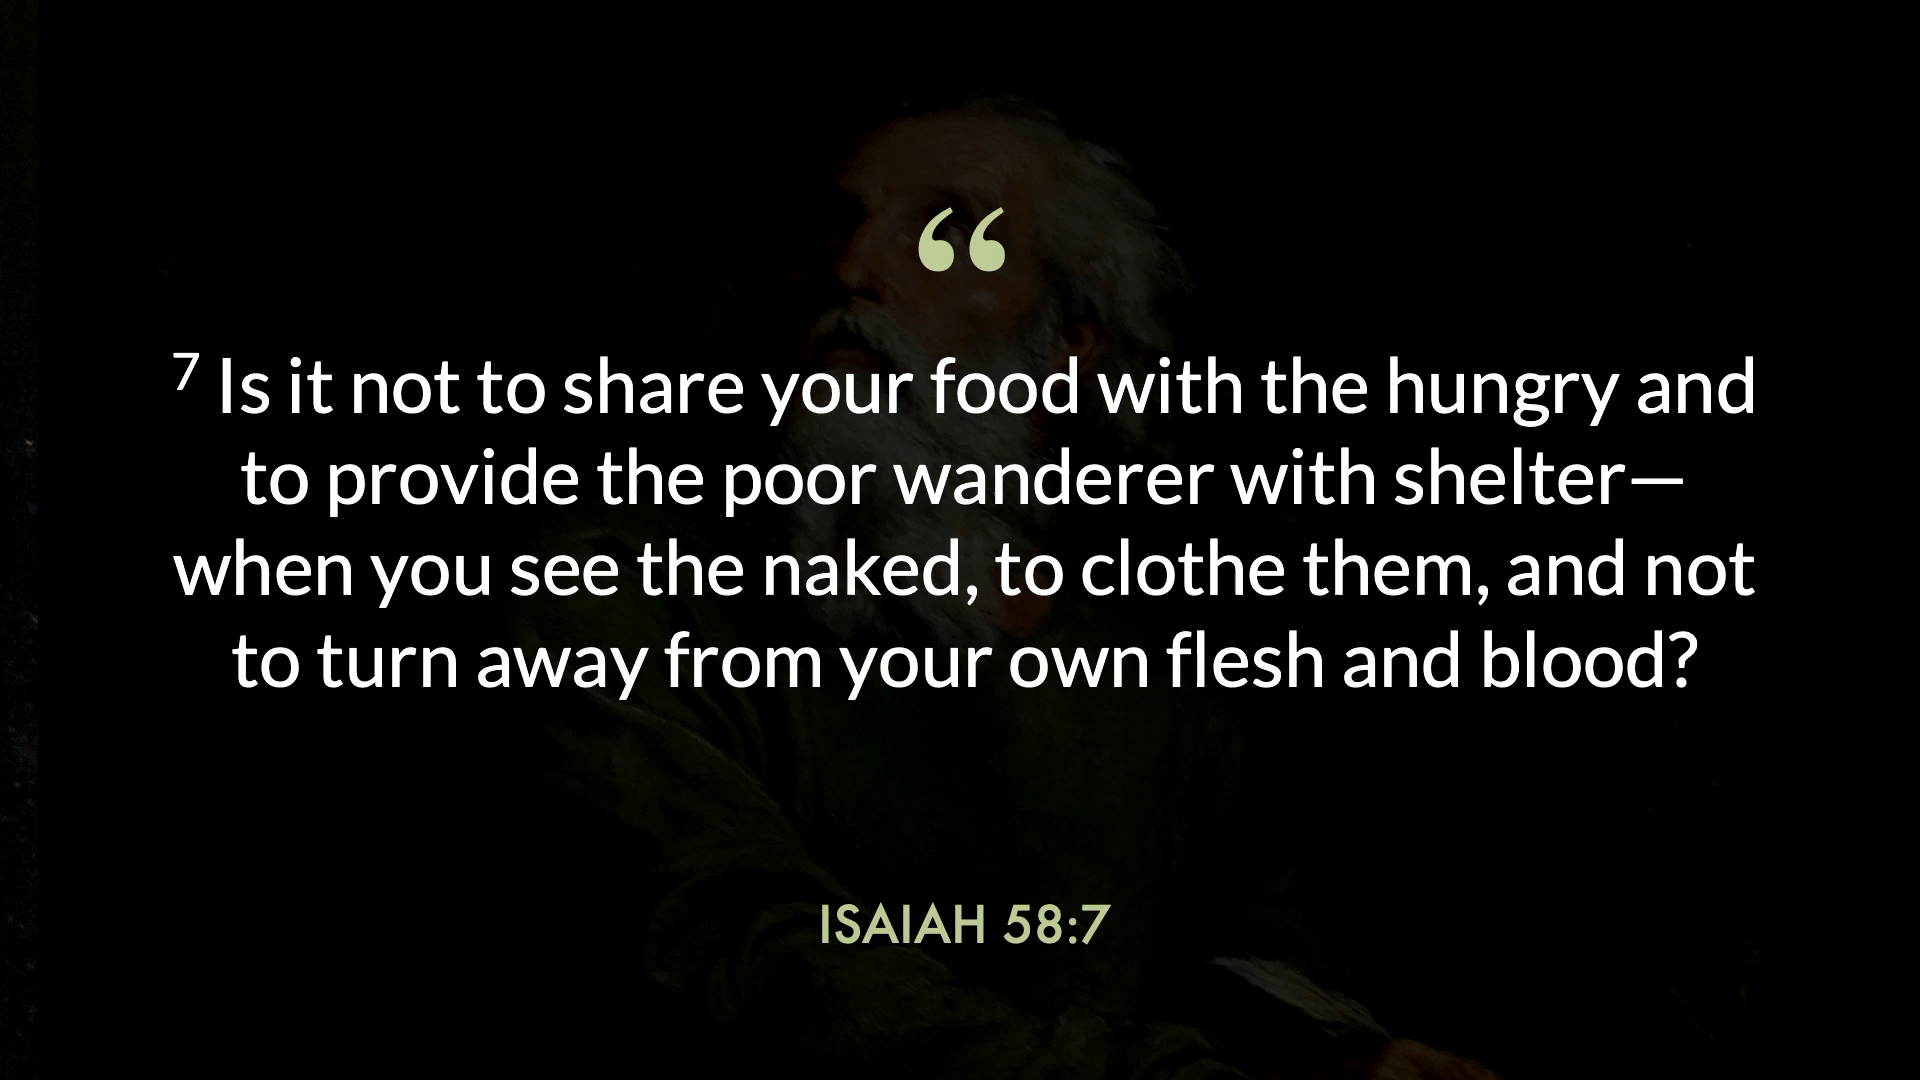 “
⁷ Is it not to share your food with the hungry and
to provide the poor wanderer with shelter—
when you see the naked, to clothe them, and not
to turn away from your own flesh and blood?
ISAIAH 58:7